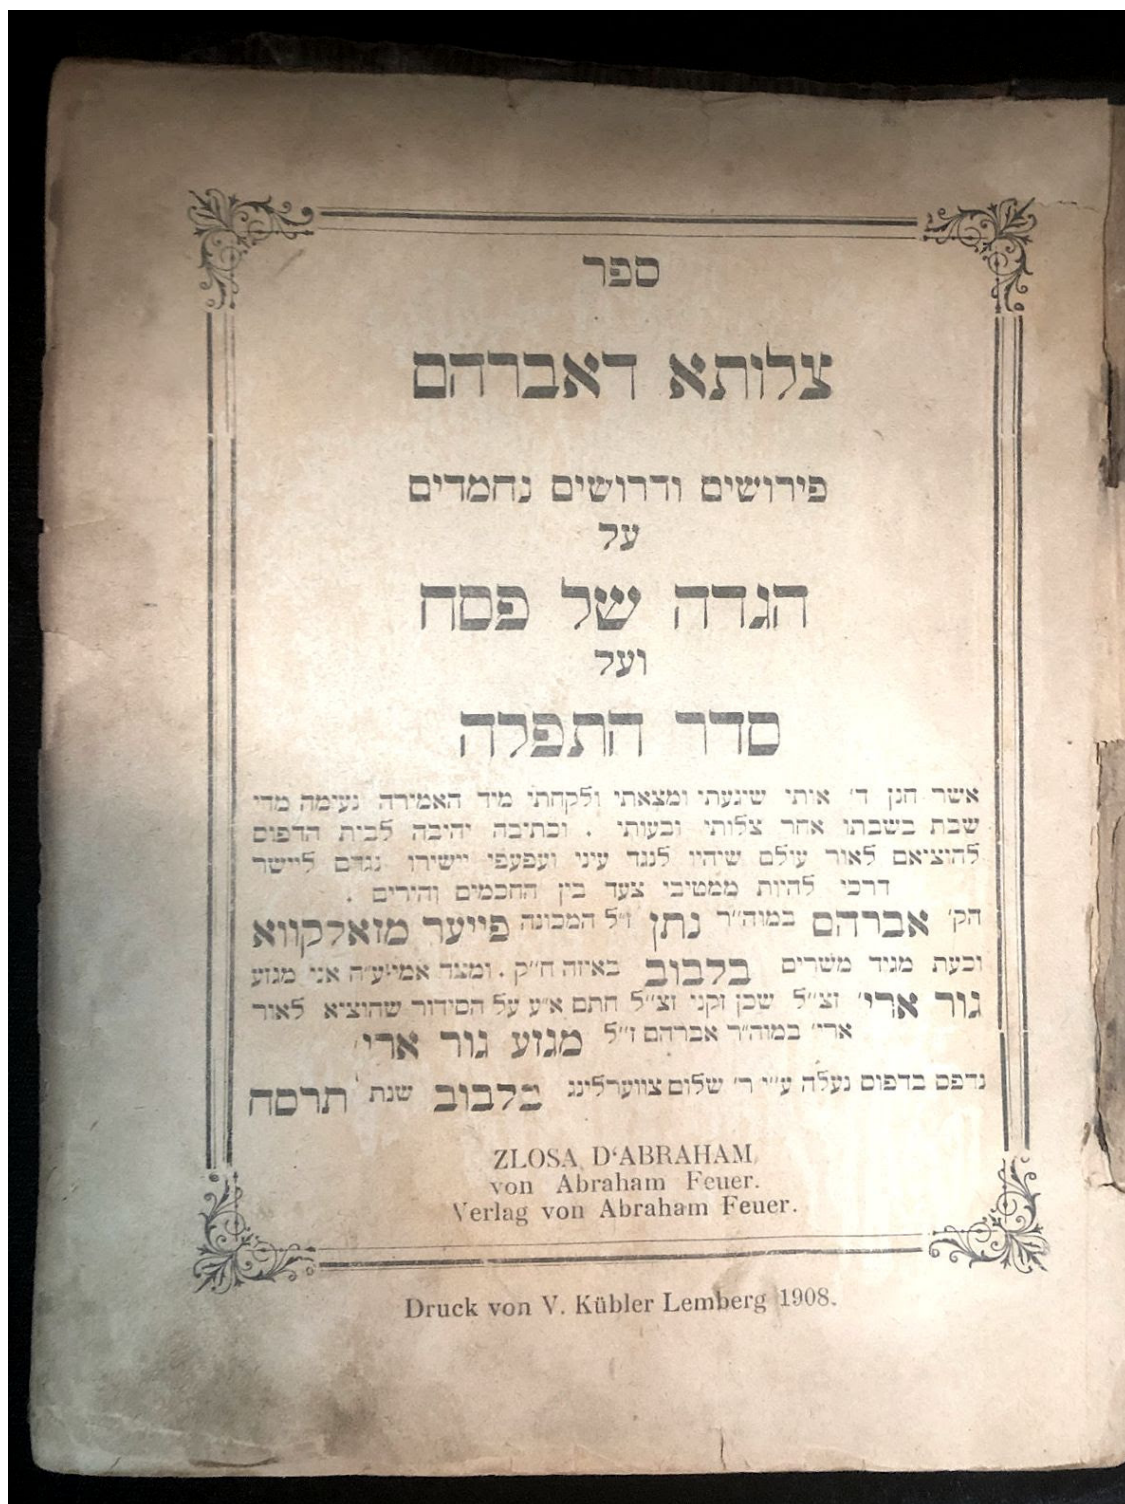 ספר
צלותא דאברהם
פירושים ודרושים נחמדים
על
הגדה של פסח
ועל
סדר התפלה
אשר חנן ד' אותי שיגעתי ומצאתי ולקחתי מיד האמירה נעימה מדי
שבת בשבתו אחר צלותי ובעותי . וכתיבה יהיבה לבית הדפוס
להוציאם לאור עולם שיהיו לנגד עיני ועפעפי יישירו נגדם ליישר
דרכי להיות ממטיבי צעד בין החכמים והירים .
הק' אברהם במוה"ר נתן ז"ל המכונה פייער מזאלקווא
וכעת מגיד משרים בלבוב באיזה ח"ק . ומצד אמי ע"ה אני מגזע
גור ארי' זצ"ל שכן זקני זצ"ל חתם א"ע על הסידור שהוציא לאור
ארי' במוה"ר אברהם ז"ל מגזע גור ארי'
נדפס בדפוס נעלה ע"י ר' שלום צווערלינג בלבוב שנת תרסח
ZLOSA D'ABRAHAM
von Abraham Feuer.
Verlag von Abraham Feuer.
Druck von V. Kübler Lemberg 1908.